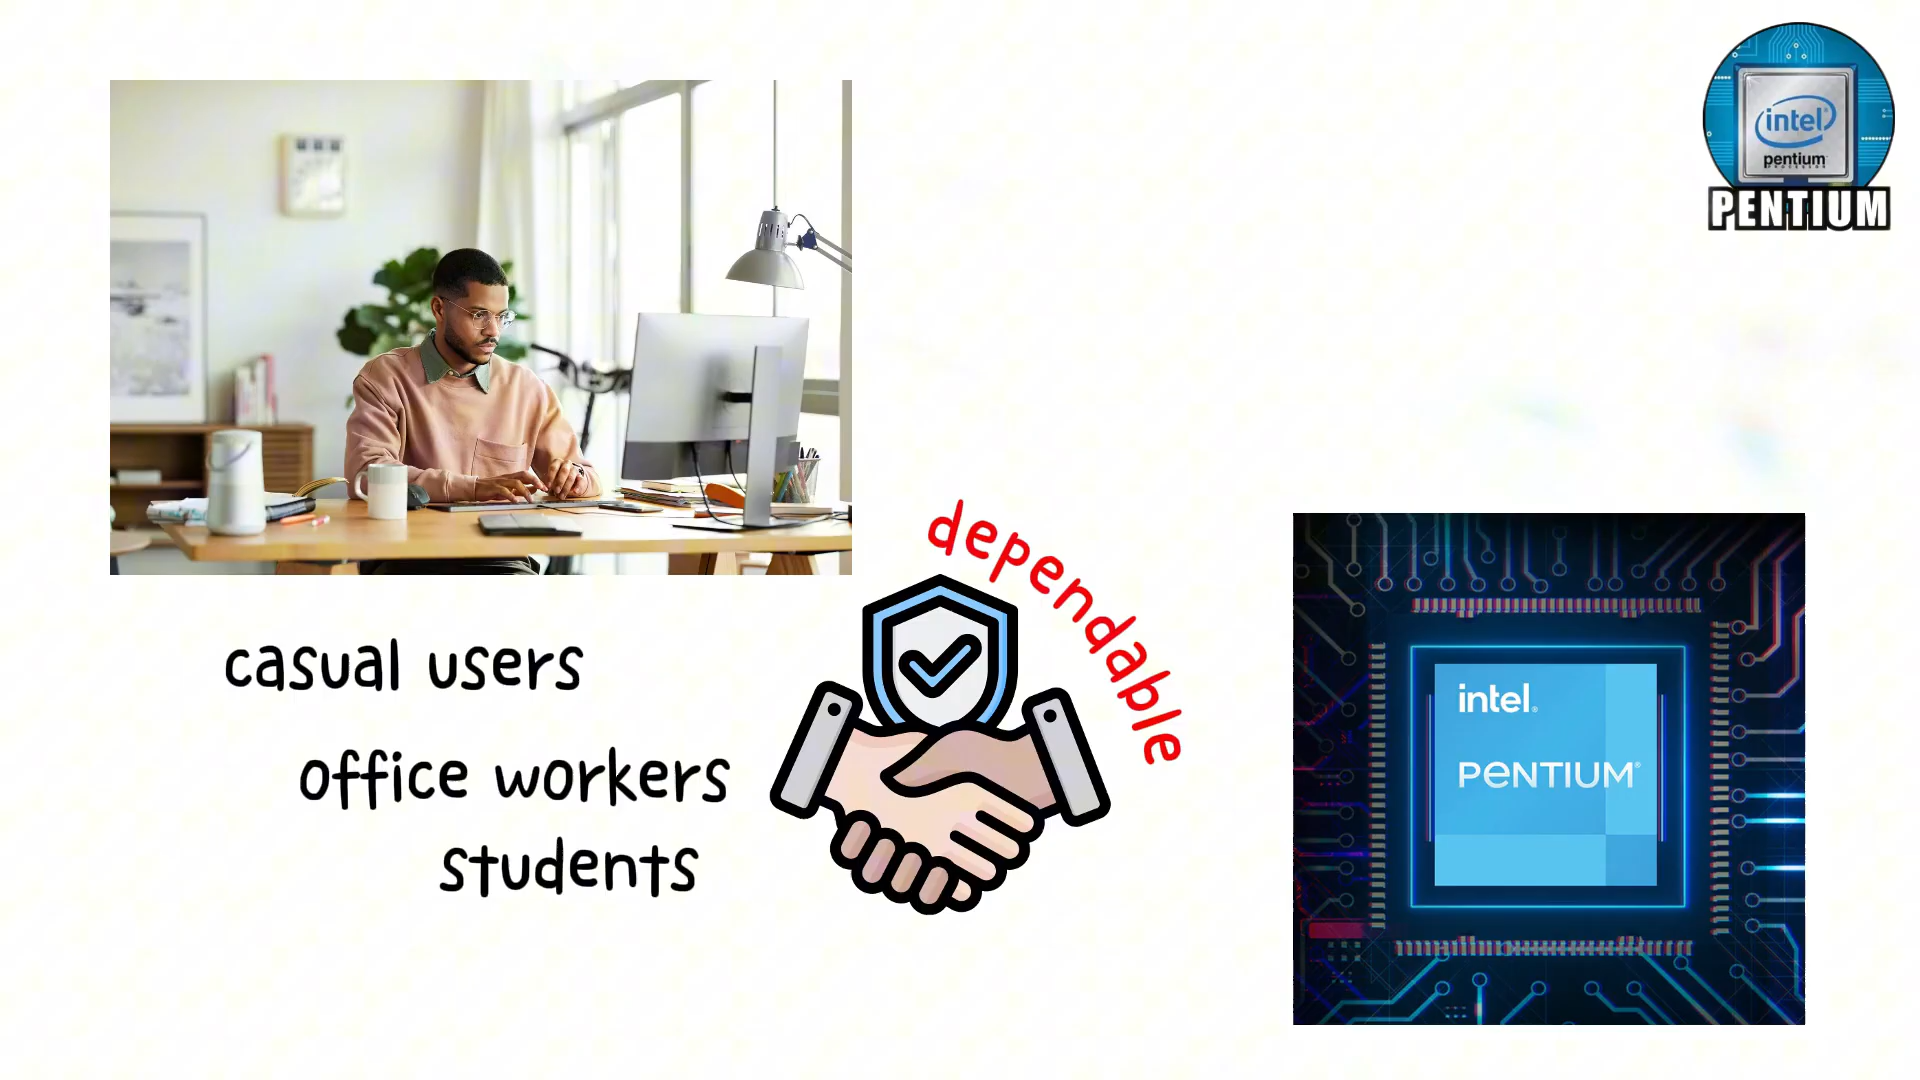 intel
pentium
PENTIUM
dependable
casual users
office workers
students
intel.
PENTIUM